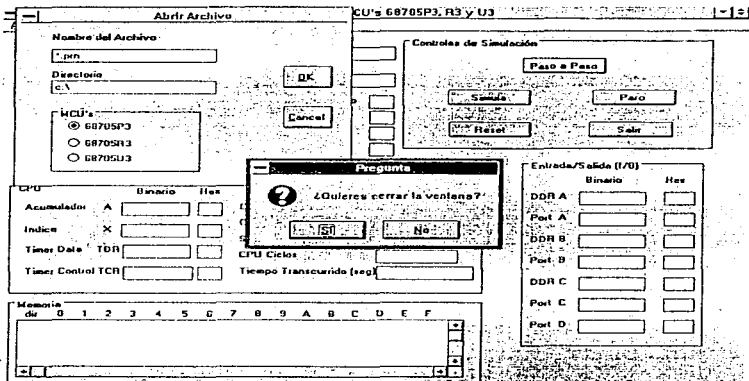 Abrir Archivo
CU's 68705P3, R3 y U3
Nombre del Archivo
*.prn
Directorio
c:\
OK
Cancel
MCU's
68705P3
68705R3
68705U3
Controles de Simulación
Paso a Paso
Simula
Paro
Reset
Salir
Pregunta
¿Quieres cerrar la ventana?
Sí
No
CPU
Binario Hex
Acumulador A
Indice X
Timer Data TDR
Timer Control TCR
CPU Ciclos
Tiempo Transcurrido (seg)
Entrada/Salida (I/O)
Binario Hex
DDR A
Port A
DDR B
Port B
DDR C
Port C
Port D
Memoria
dir 0 1 2 3 4 5 6 7 8 9 A B C D E F